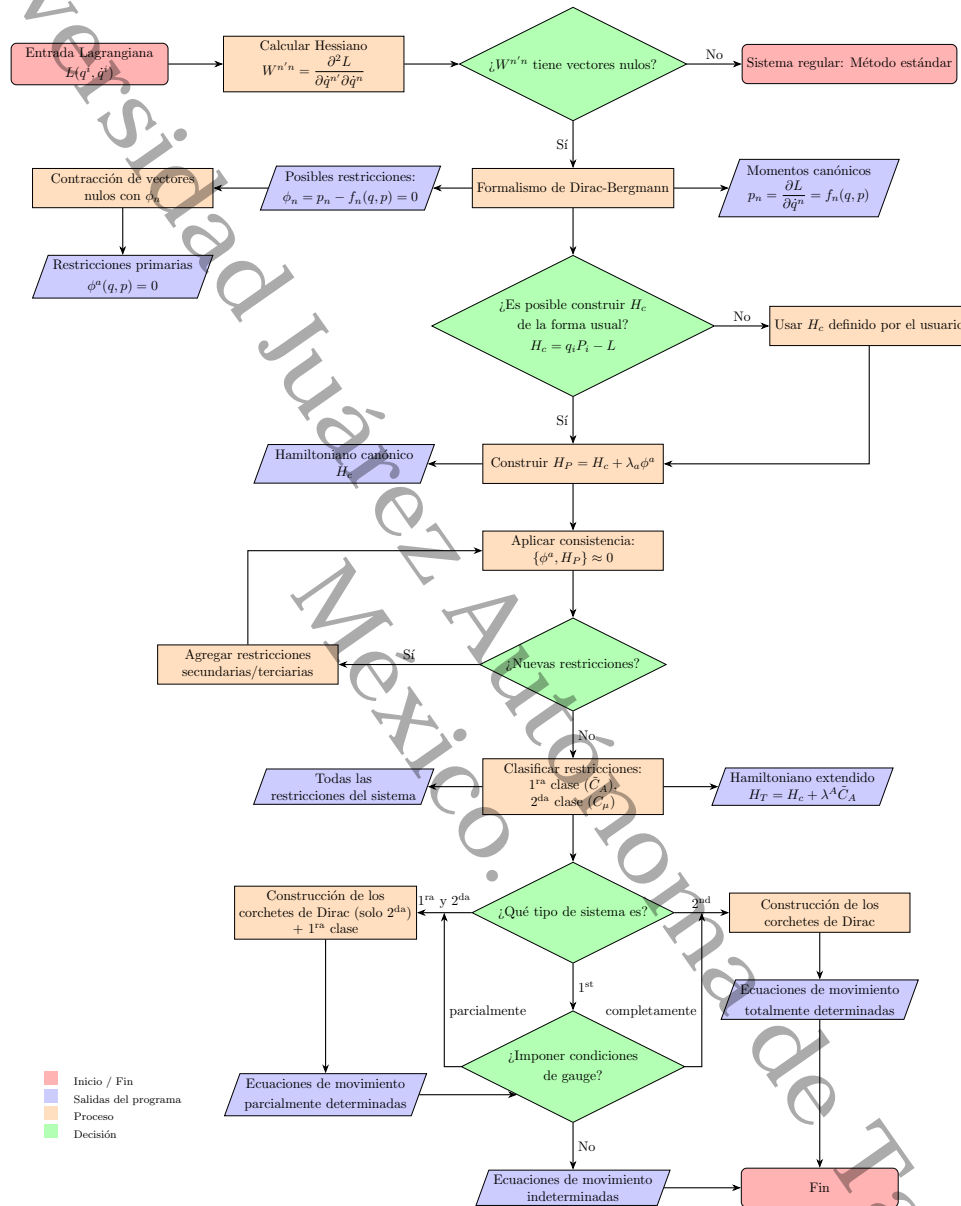 Entrada Lagrangiana
L(q^i, q̇^i)
Calcular Hessiano
W^{n'n} = ∂²L / ∂q̇^{n'}∂q̇^n
¿W^{n'n} tiene vectores nulos?
No
Sistema regular: Método estándar
Sí
Contracción de vectores
nulos con ϕ_n
Posibles restricciones:
ϕ_n = p_n − f_n(q, p) = 0
Formalismo de Dirac-Bergmann
Momentos canónicos
p_n = ∂L / ∂q̇^n = f_n(q, p)
Restricciones primarias
ϕ^a(q, p) = 0
¿Es posible construir H_c
de la forma usual?
H_c = q_iP_i − L
No
Usar H_c definido por el usuario
Sí
Hamiltoniano canónico
H_c
Construir H_P = H_c + λ_aϕ^a
Aplicar consistencia:
{ϕ^a, H_P} ≈ 0
Agregar restricciones
secundarias/terciarias
Sí
¿Nuevas restricciones?
No
Todas las
restricciones del sistema
Clasificar restricciones:
1^ra clase (C̃_A).
2^da clase (C_μ)
Hamiltoniano extendido
H_T = H_c + λ^A C̃_A
Construcción de los
corchetes de Dirac (solo 2^da)
+ 1^ra clase
1^ra y 2^da
¿Qué tipo de sistema es?
2^nd
Construcción de los
corchetes de Dirac
1^st
parcialmente
completamente
Ecuaciones de movimiento
totalmente determinadas
¿Imponer condiciones
de gauge?
Ecuaciones de movimiento
parcialmente determinadas
No
Ecuaciones de movimiento
indeterminadas
Fin
Inicio / Fin
Salidas del programa
Proceso
Decisión
versidad Juárez Autónoma de Ta
México.